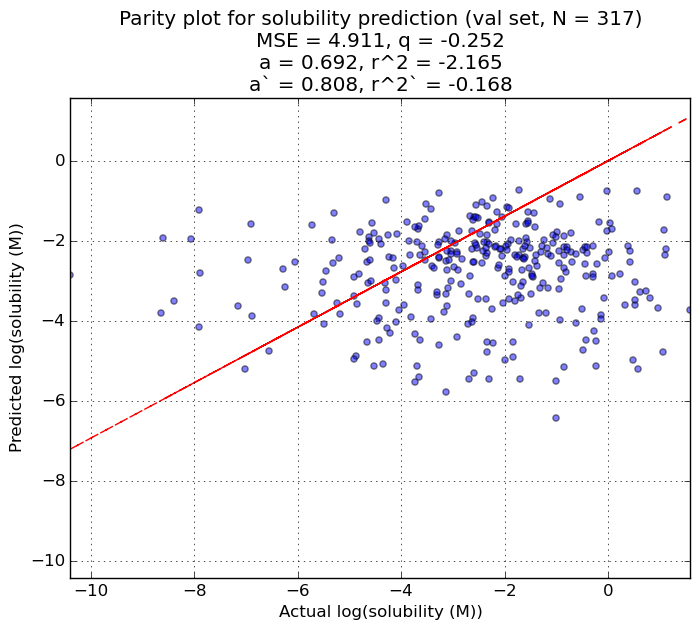 Parity plot for solubility prediction (val set, N = 317)
MSE = 4.911, q = -0.252
a = 0.692, r^2 = -2.165
a` = 0.808, r^2` = -0.168
0
−2
−4
−6
−8
−10
Predicted log(solubility (M))
−10 −8 −6 −4 −2 0
Actual log(solubility (M))